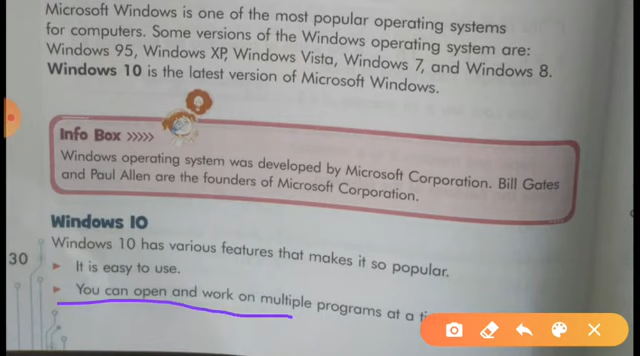 Microsoft Windows is one of the most popular operating systems
for computers. Some versions of the Windows operating system are:
Windows 95, Windows XP, Windows Vista, Windows 7, and Windows 8.
Windows 10 is the latest version of Microsoft Windows.
Info Box >>>>>
Windows operating system was developed by Microsoft Corporation. Bill Gates
and Paul Allen are the founders of Microsoft Corporation.
Windows 10
Windows 10 has various features that makes it so popular.
30
► It is easy to use.
► You can open and work on multiple programs at a